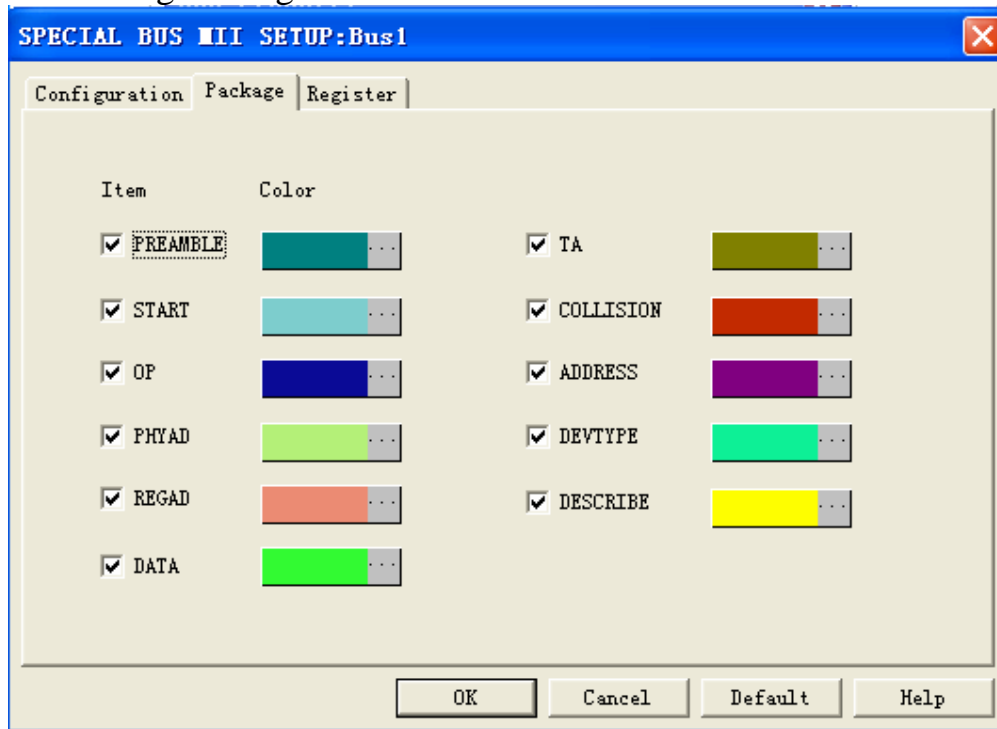 SPECIAL BUS MII SETUP:Bus1
Configuration Package Register
Item Color
PREAMBLE ... TA ...
START ... COLLISION ...
OP ... ADDRESS ...
PHYAD ... DEVTYPE ...
REGAD ... DESCRIBE ...
DATA ...
OK Cancel Default Help